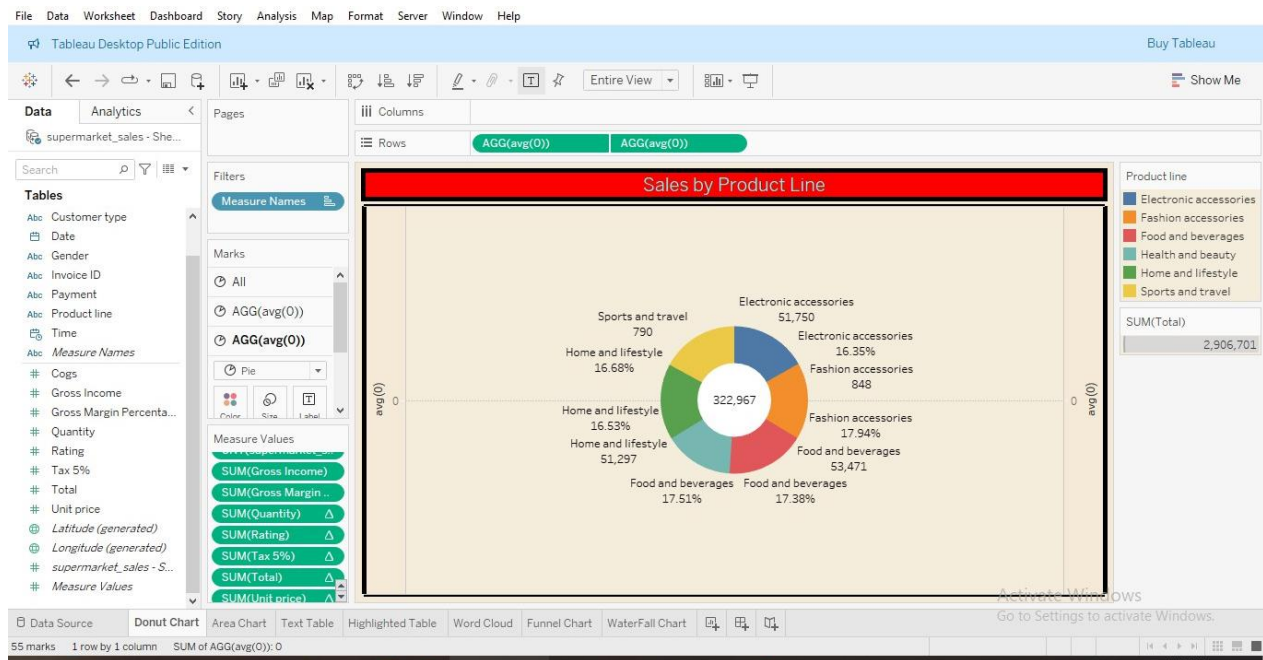 File Data Worksheet Dashboard Story Analysis Map Format Server Window Help
Tableau Desktop Public Edition
Buy Tableau
Entire View
Show Me
Data Analytics
supermarket_sales - She...
Search
Tables
Abc Customer type
Date
Abc Gender
Abc Invoice ID
Abc Payment
Abc Product line
Time
Abc Measure Names
# Cogs
# Gross Income
# Gross Margin Percenta...
# Quantity
# Rating
# Tax 5%
# Total
# Unit price
Latitude (generated)
Longitude (generated)
# supermarket_sales - S...
# Measure Values
Pages
Filters
Measure Names
Marks
All
AGG(avg(0))
AGG(avg(0))
Pie
Color Size Label
Measure Values
SUM(Gross Income)
SUM(Gross Margin ..
SUM(Quantity) Δ
SUM(Rating) Δ
SUM(Tax 5%) Δ
SUM(Total) Δ
SUM(Unit price) Δ
Columns
Rows AGG(avg(0)) AGG(avg(0))
Sales by Product Line
avg(0)
0
Electronic accessories
51,750
Sports and travel
790
Electronic accessories
16.35%
Home and lifestyle
16.68%
Fashion accessories
848
322,967
Home and lifestyle
16.53%
Fashion accessories
17.94%
Home and lifestyle
51,297
Food and beverages
53,471
Food and beverages
17.51%
Food and beverages
17.38%
0
avg(0)
Product line
Electronic accessories
Fashion accessories
Food and beverages
Health and beauty
Home and lifestyle
Sports and travel
SUM(Total)
2,906,701
Activate Windows
Go to Settings to activate Windows.
Data Source Donut Chart Area Chart Text Table Highlighted Table Word Cloud Funnel Chart WaterFall Chart
55 marks 1 row by 1 column SUM of AGG(avg(0)): 0